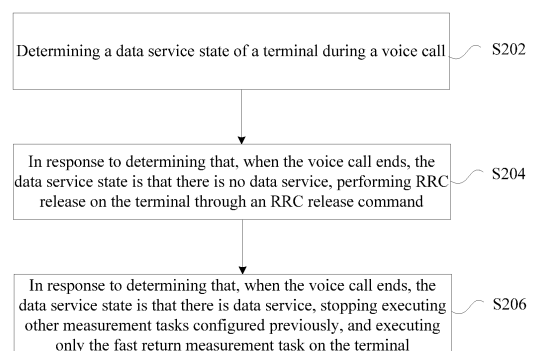 Determining a data service state of a terminal during a voice call
S202
In response to determining that, when the voice call ends, the
data service state is that there is no data service, performing RRC
release on the terminal through an RRC release command
S204
In response to determining that, when the voice call ends, the
data service state is that there is data service, stopping executing
other measurement tasks configured previously, and executing
only the fast return measurement task on the terminal
S206